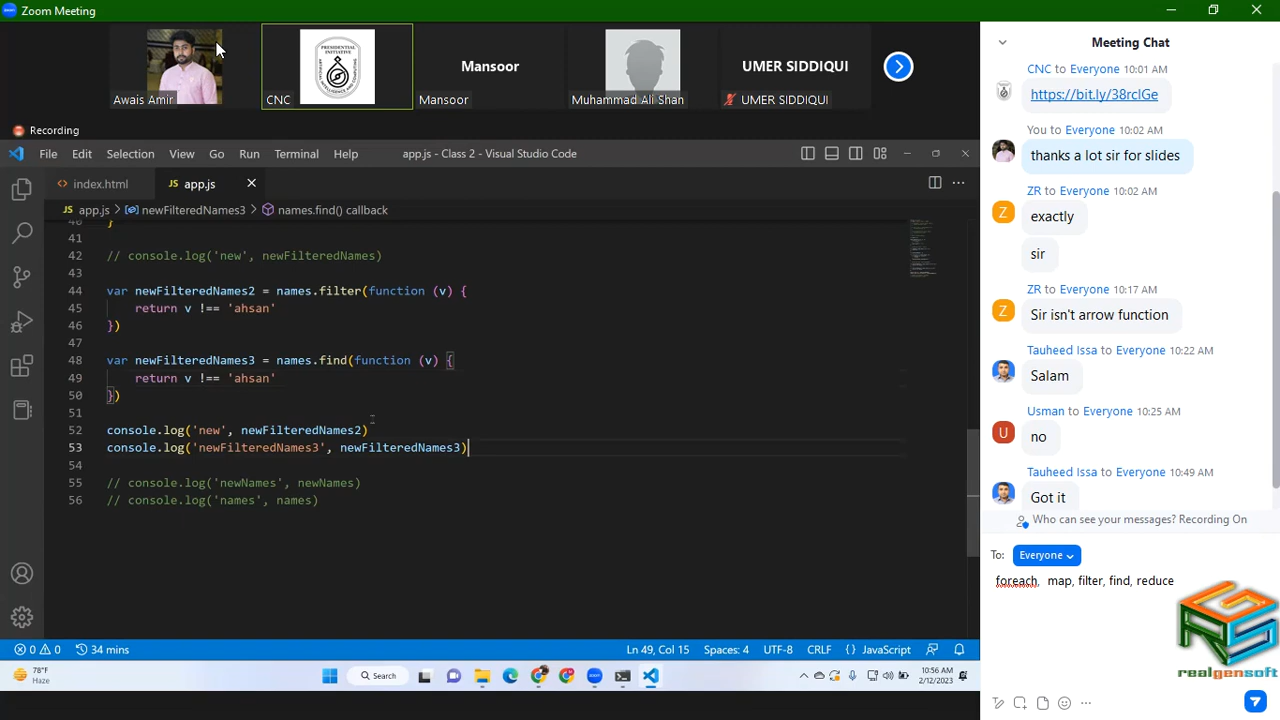 Zoom Meeting
Awais Amir
PRESIDENTIAL INITIATIVE
CNC
Mansoor
Mansoor
Muhammad Ali Shan
UMER SIDDIQUI
UMER SIDDIQUI
Recording
File Edit Selection View Go Run Terminal Help
app.js - Class 2 - Visual Studio Code
index.html
app.js
app.js > newFilteredNames3 > names.find() callback
40 }
41
42 // console.log('new', newFilteredNames)
43
44 var newFilteredNames2 = names.filter(function (v) {
45 return v !== 'ahsan'
46 })
47
48 var newFilteredNames3 = names.find(function (v) {
49 return v !== 'ahsan'
50 })
51
52 console.log('new', newFilteredNames2)
53 console.log('newFilteredNames3', newFilteredNames3)
54
55 // console.log('newNames', newNames)
56 // console.log('names', names)
0 0 34 mins
Ln 49, Col 15 Spaces: 4 UTF-8 CRLF {} JavaScript
78°F
Haze
Search
10:56 AM
2/12/2023
Meeting Chat
CNC to Everyone 10:01 AM
https://bit.ly/38rclGe
You to Everyone 10:02 AM
thanks a lot sir for slides
ZR to Everyone 10:02 AM
Z
exactly
sir
ZR to Everyone 10:17 AM
Z
Sir isn't arrow function
Tauheed Issa to Everyone 10:22 AM
Salam
Usman to Everyone 10:25 AM
U
no
Tauheed Issa to Everyone 10:49 AM
Got it
Who can see your messages? Recording On
To: Everyone
foreach, map, filter, find, reduce
realgensoft